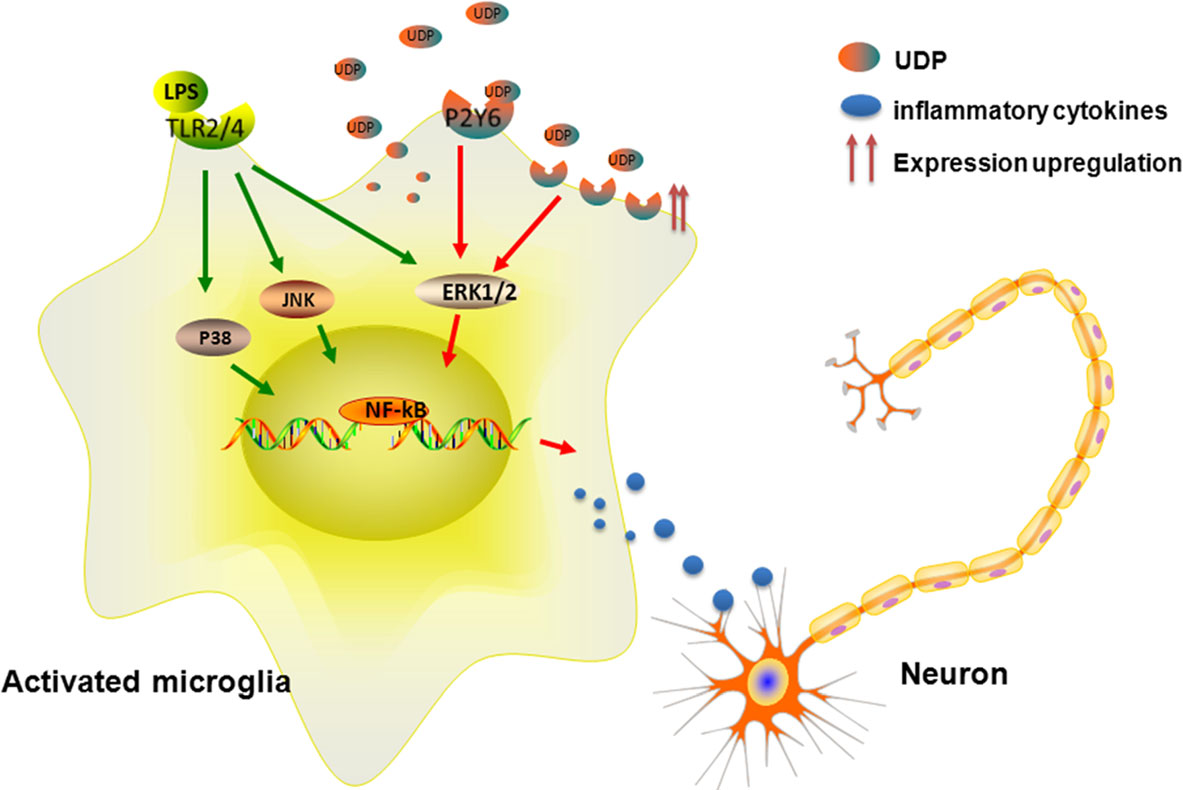 UDP
UDP
UDP
UDP
UDP
LPS
TLR2/4
P2Y6
UDP
UDP
UDP
inflammatory cytokines
Expression upregulation
JNK
ERK1/2
P38
NF-kB
Activated microglia
Neuron